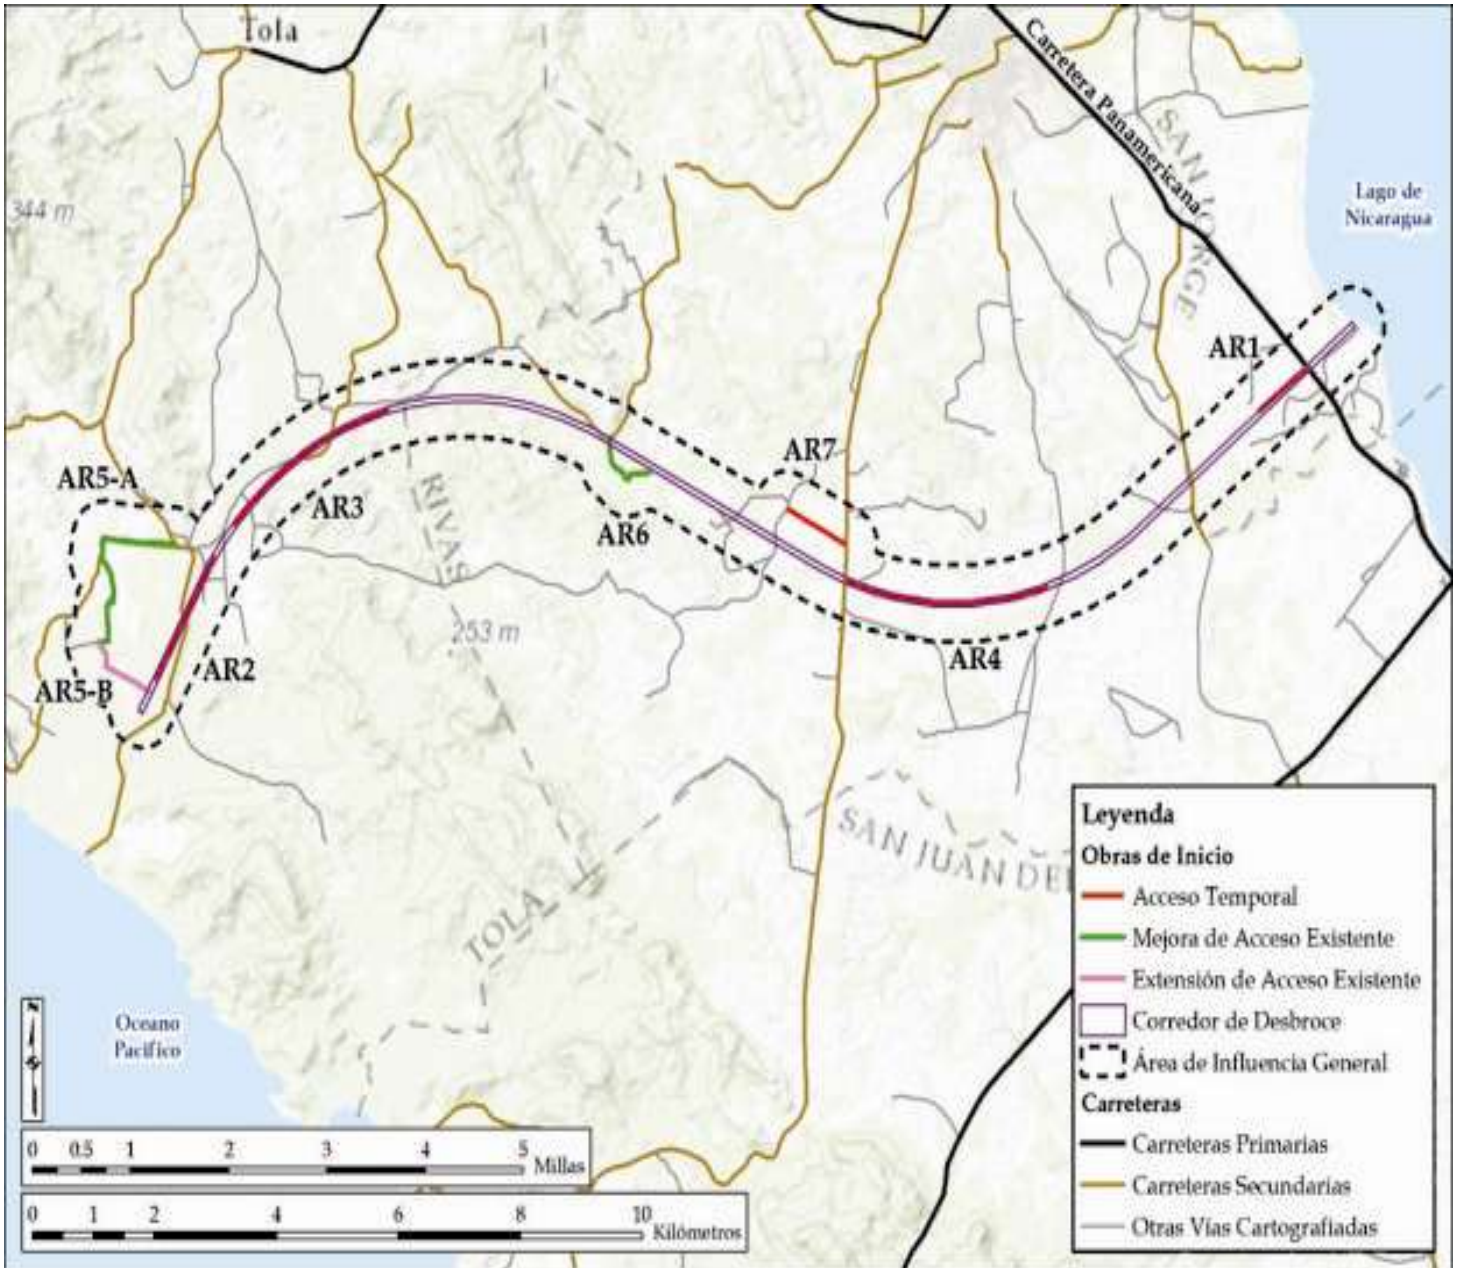 Tola
Carretera Panamericana
SAN JORGE
Lago de
Nicaragua
344 m
AR1
AR5-A
AR7
AR3
RIVAS
AR6
253 m
AR4
AR2
AR5-B
SAN JUAN DEL
TOLA
Oceano
Pacífico
N
0 0.5 1 2 3 4 5
Millas
0 1 2 4 6 8 10
Kilómetros
Leyenda
Obras de Inicio
Acceso Temporal
Mejora de Acceso Existente
Extensión de Acceso Existente
Corredor de Desbroce
Área de Influencia General
Carreteras
Carreteras Primarias
Carreteras Secundarias
Otras Vías Cartografiadas